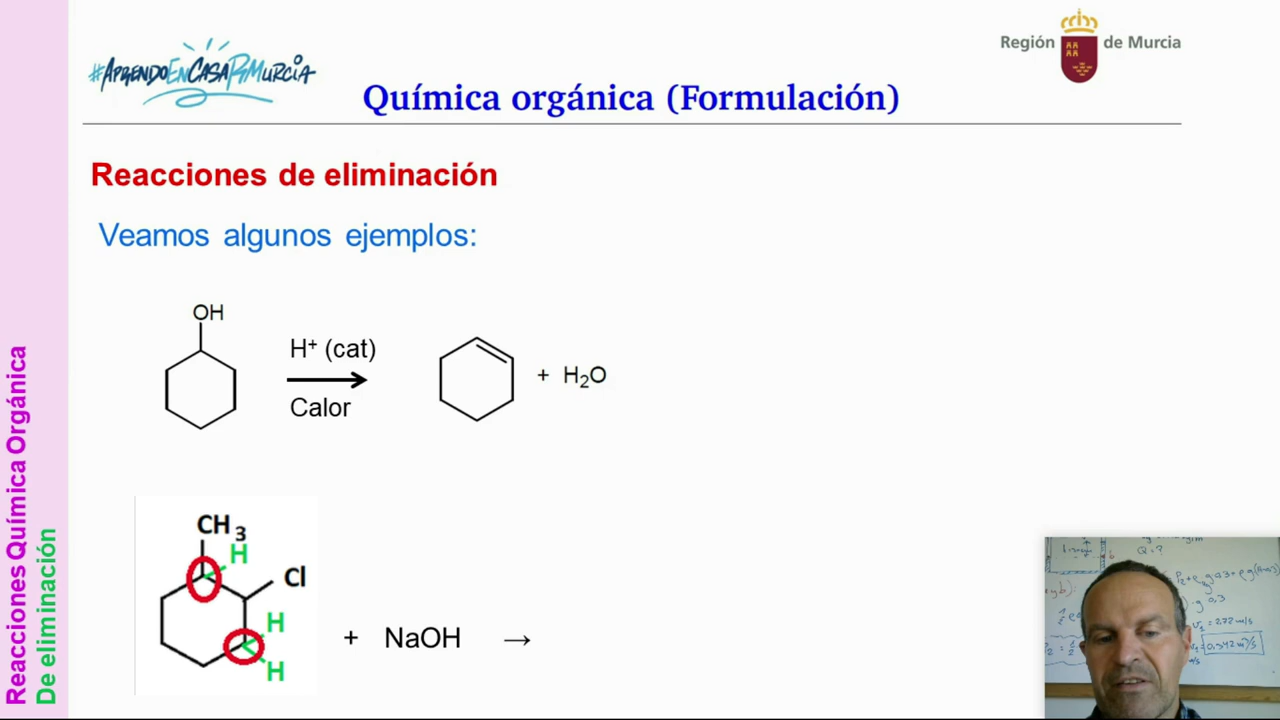 #AprendoEnCasaRMurcia
Región de Murcia
Química orgánica (Formulación)
Reacciones de eliminación
Veamos algunos ejemplos:
OH
H⁺ (cat)
Calor
+ H₂O
CH₃
H
Cl
H
H
+ NaOH →
Reacciones Química Orgánica
De eliminación
Q=?